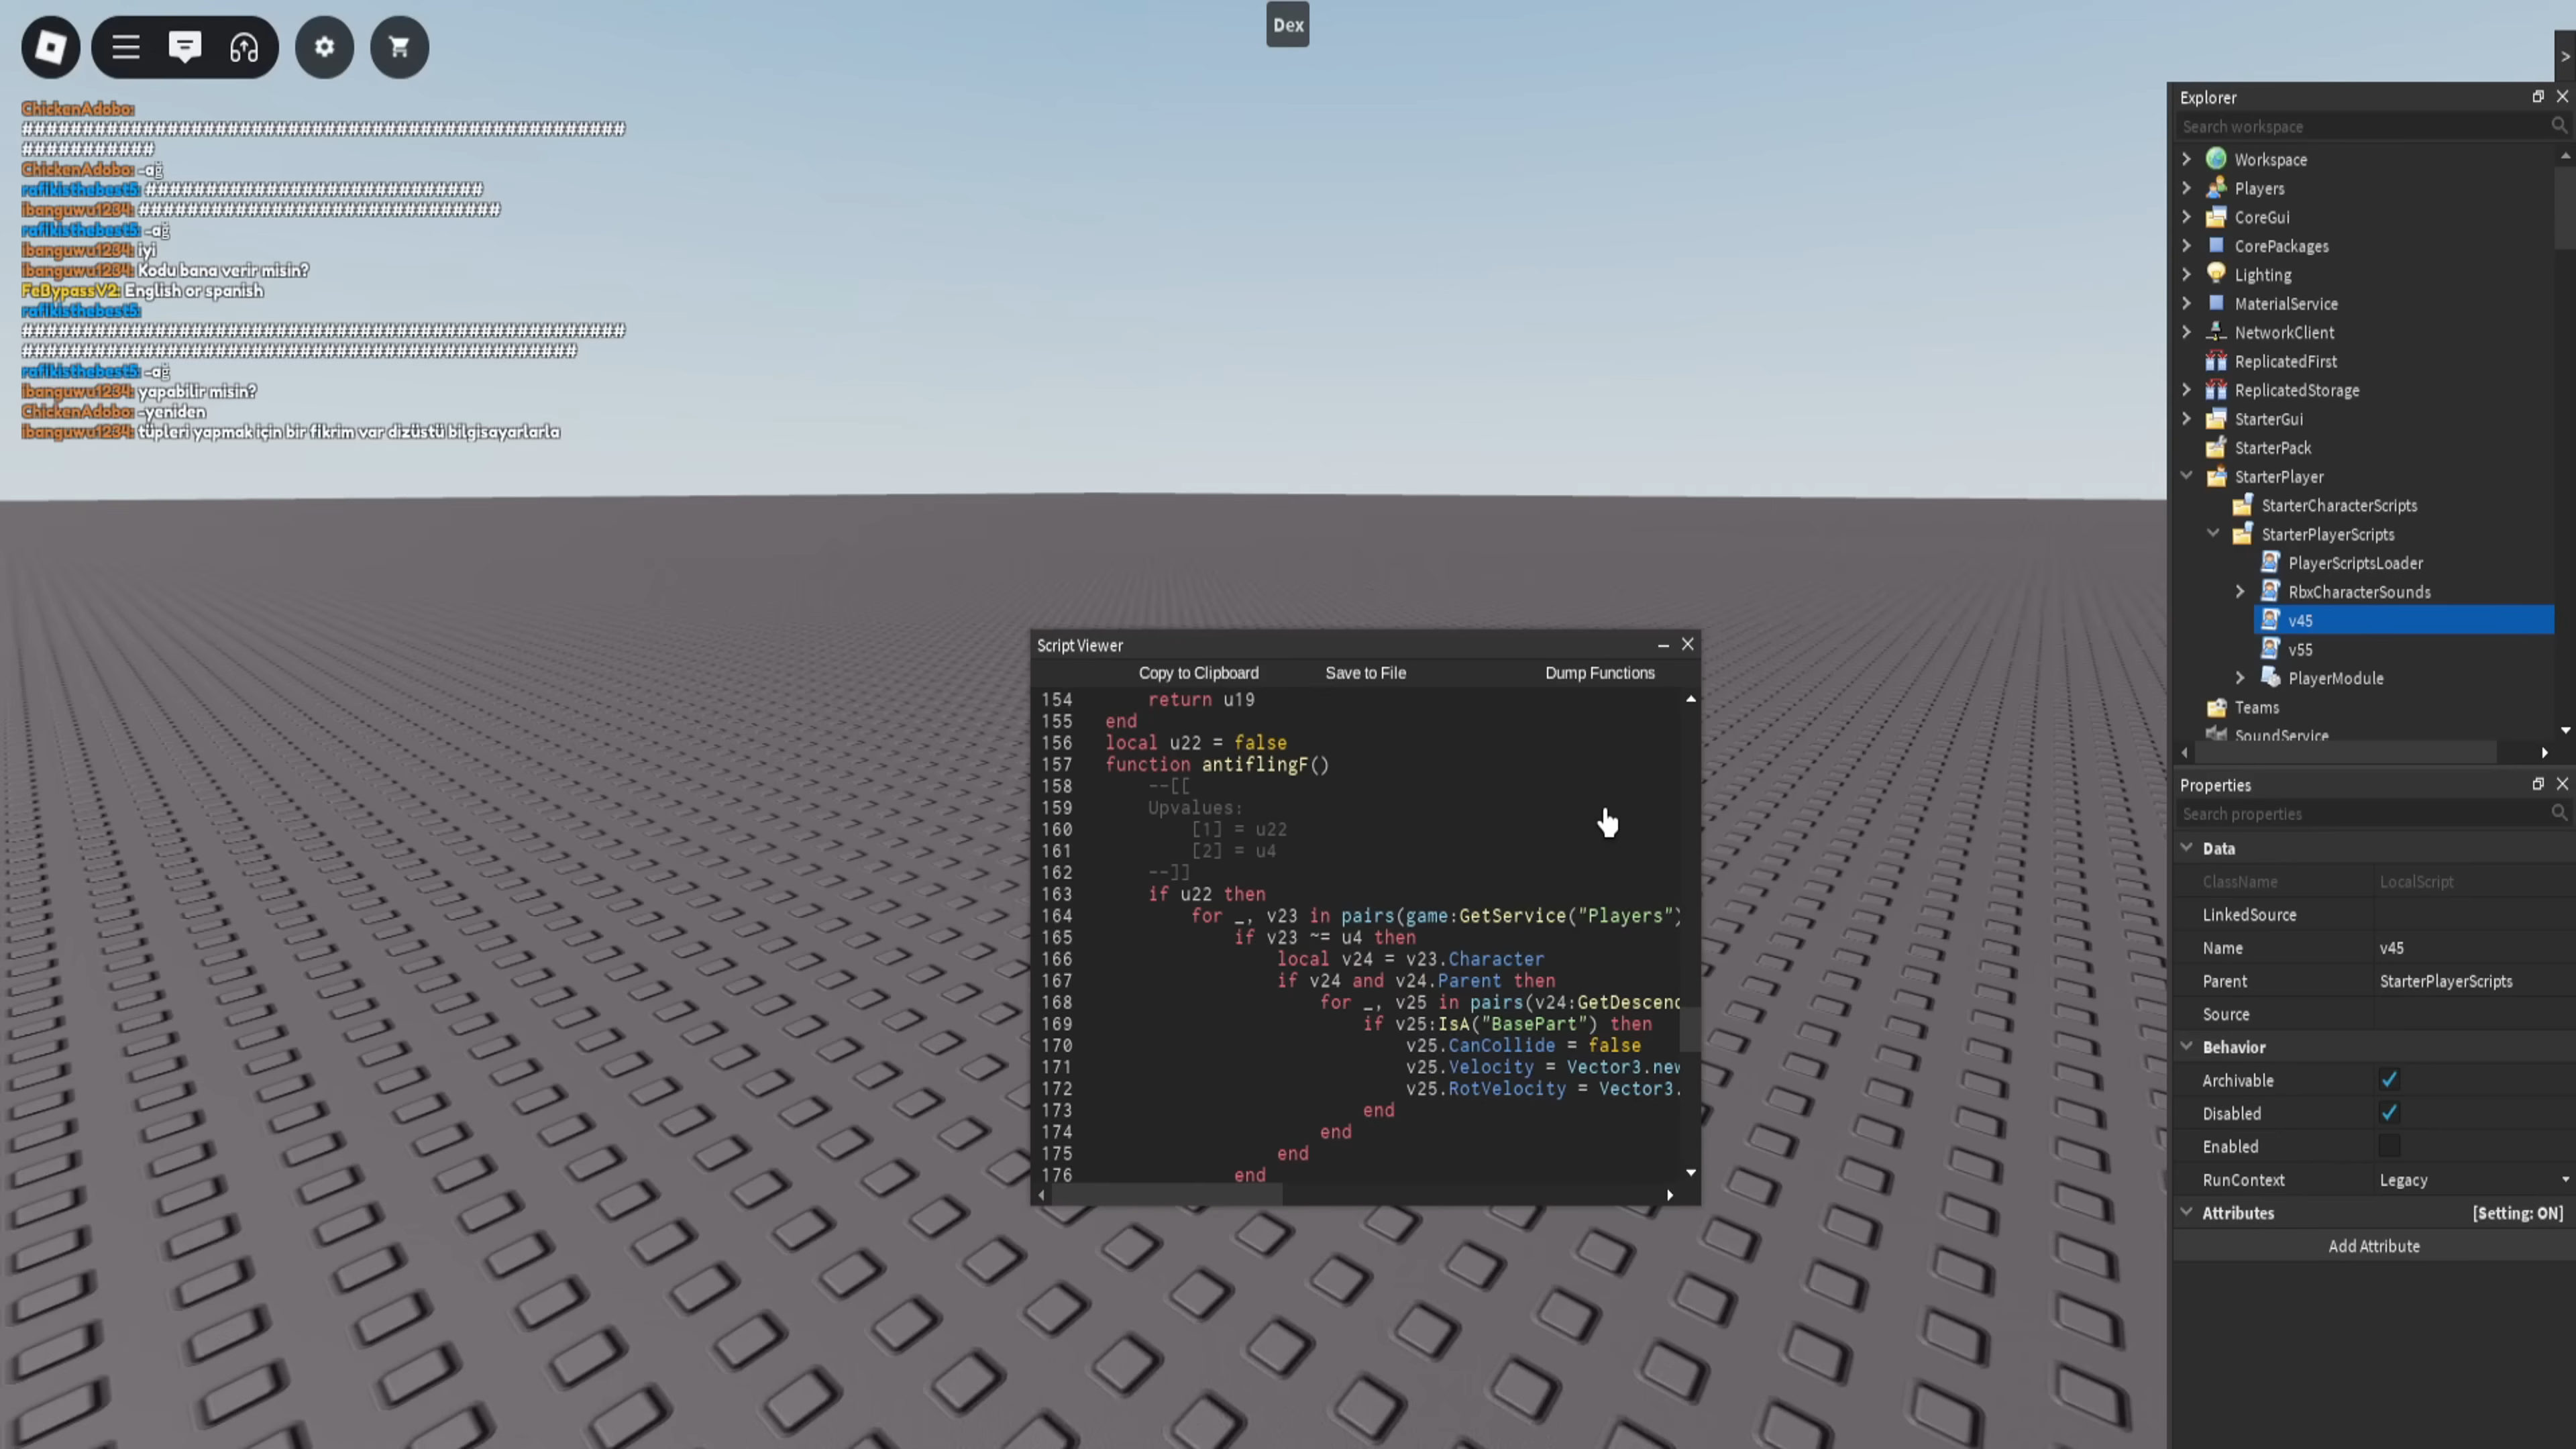 Dex
ChickenAdobo:
##################################################
###########
ChickenAdobo: -ağ
rafikisthebest5: ############################
ibanguwu1234: ##############################
rafikisthebest5: -ağ
ibanguwu1234: iyi
ibanguwu1234: Kodu bana verir misin?
FeBypassV2: English or spanish
rafikisthebest5:
##################################################
##############################################
rafikisthebest5: -ağ
ibanguwu1234: yapabilir misin?
ChickenAdobo: -yeniden
ibanguwu1234: tüpleri yapmak için bir fikrim var dizüstü bilgisayarlarla
Script Viewer
Copy to Clipboard Save to File Dump Functions
154 return u19
155 end
156 local u22 = false
157 function antiflingF()
158 --[[
159 Upvalues:
160 [1] = u22
161 [2] = u4
162 --]]
163 if u22 then
164 for _, v23 in pairs(game:GetService("Players")
165 if v23 ~= u4 then
166 local v24 = v23.Character
167 if v24 and v24.Parent then
168 for _, v25 in pairs(v24:GetDescend
169 if v25:IsA("BasePart") then
170 v25.CanCollide = false
171 v25.Velocity = Vector3.new
172 v25.RotVelocity = Vector3.
173 end
174 end
175 end
176 end
>
Explorer
Search workspace
Workspace
Players
CoreGui
CorePackages
Lighting
MaterialService
NetworkClient
ReplicatedFirst
ReplicatedStorage
StarterGui
StarterPack
StarterPlayer
StarterCharacterScripts
StarterPlayerScripts
PlayerScriptsLoader
RbxCharacterSounds
v45
v55
PlayerModule
Teams
SoundService
Properties
Search properties
Data
ClassName LocalScript
LinkedSource
Name v45
Parent StarterPlayerScripts
Source
Behavior
Archivable
Disabled
Enabled
RunContext Legacy
Attributes [Setting: ON]
Add Attribute